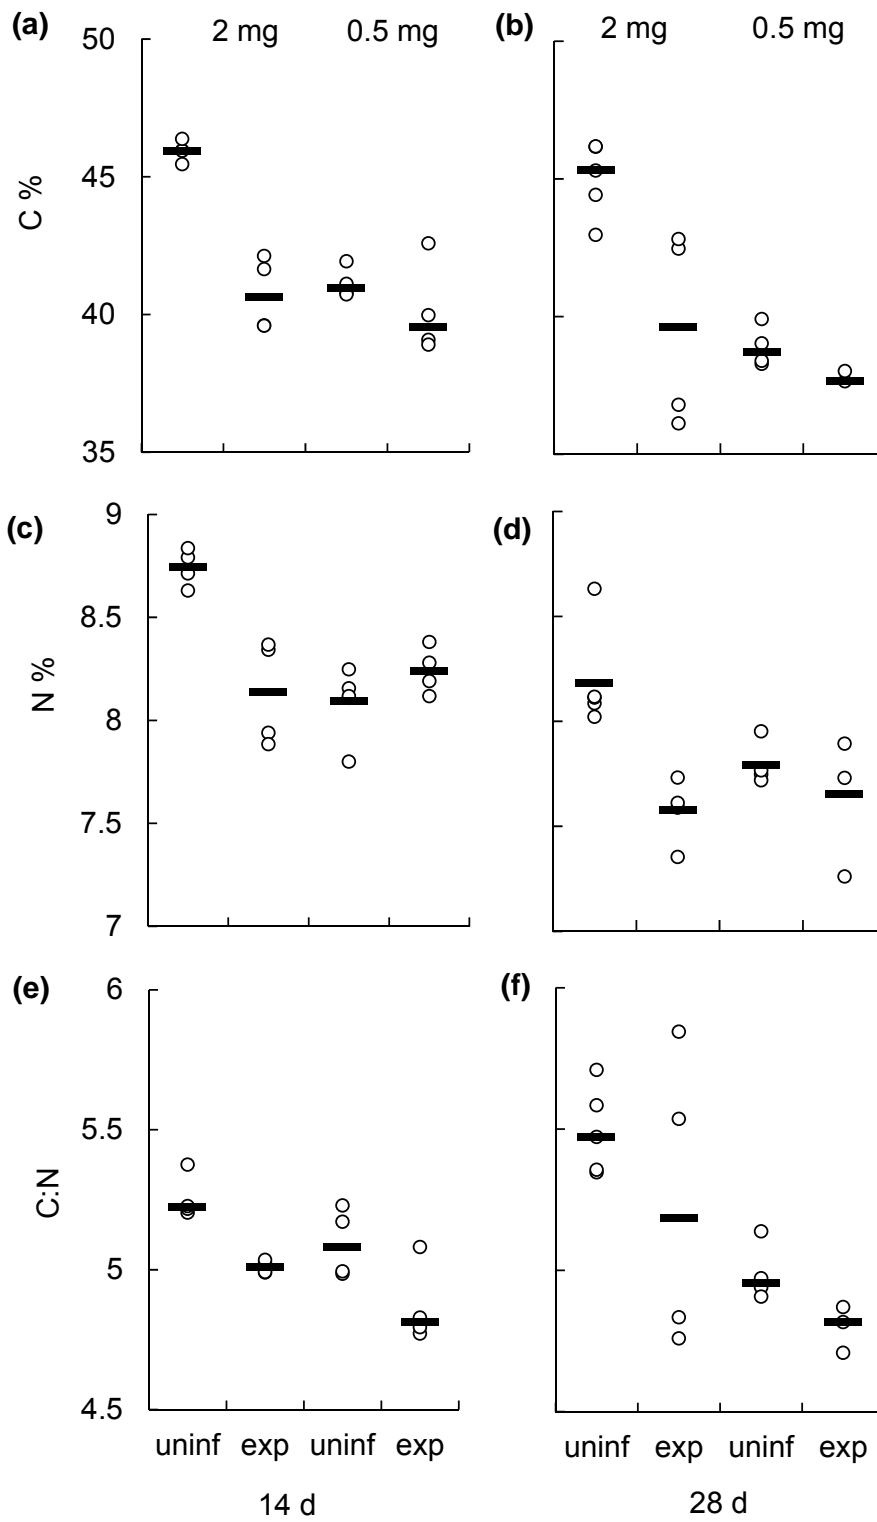 (a) 2 mg 0.5 mg
(b) 2 mg 0.5 mg
50
45
40
35
C %
(c)
(d)
9
8.5
8
7.5
7
N %
(e)
(f)
6
5.5
5
4.5
C:N
uninf exp uninf exp
uninf exp uninf exp
14 d
28 d